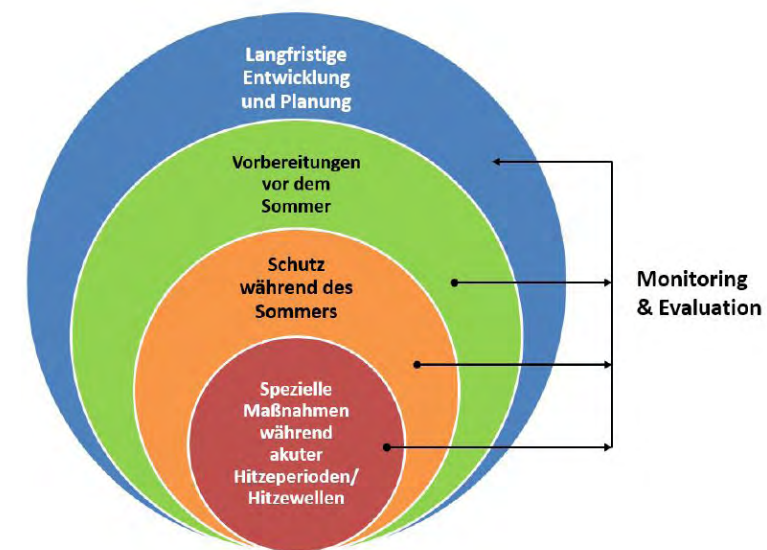 Langfristige
Entwicklung
und Planung
Vorbereitungen
vor dem
Sommer
Schutz
während des
Sommers
Spezielle
Maßnahmen
während
akuter
Hitzeperioden/
Hitzewellen
Monitoring
& Evaluation